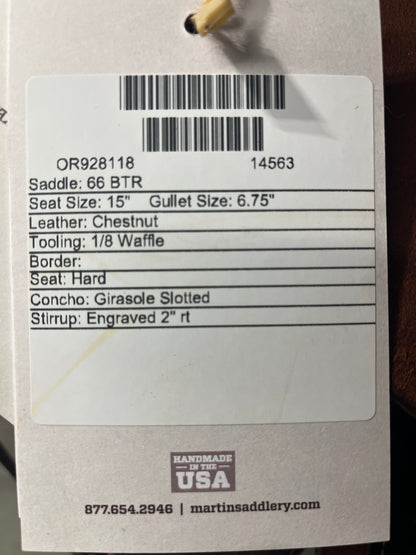 OR928118 14563
Saddle: 66 BTR
Seat Size: 15" Gullet Size: 6.75"
Leather: Chestnut
Tooling: 1/8 Waffle
Border:
Seat: Hard
Concho: Girasole Slotted
Stirrup: Engraved 2" rt
HANDMADE
IN THE
USA
877.654.2946 | martinsaddlery.com